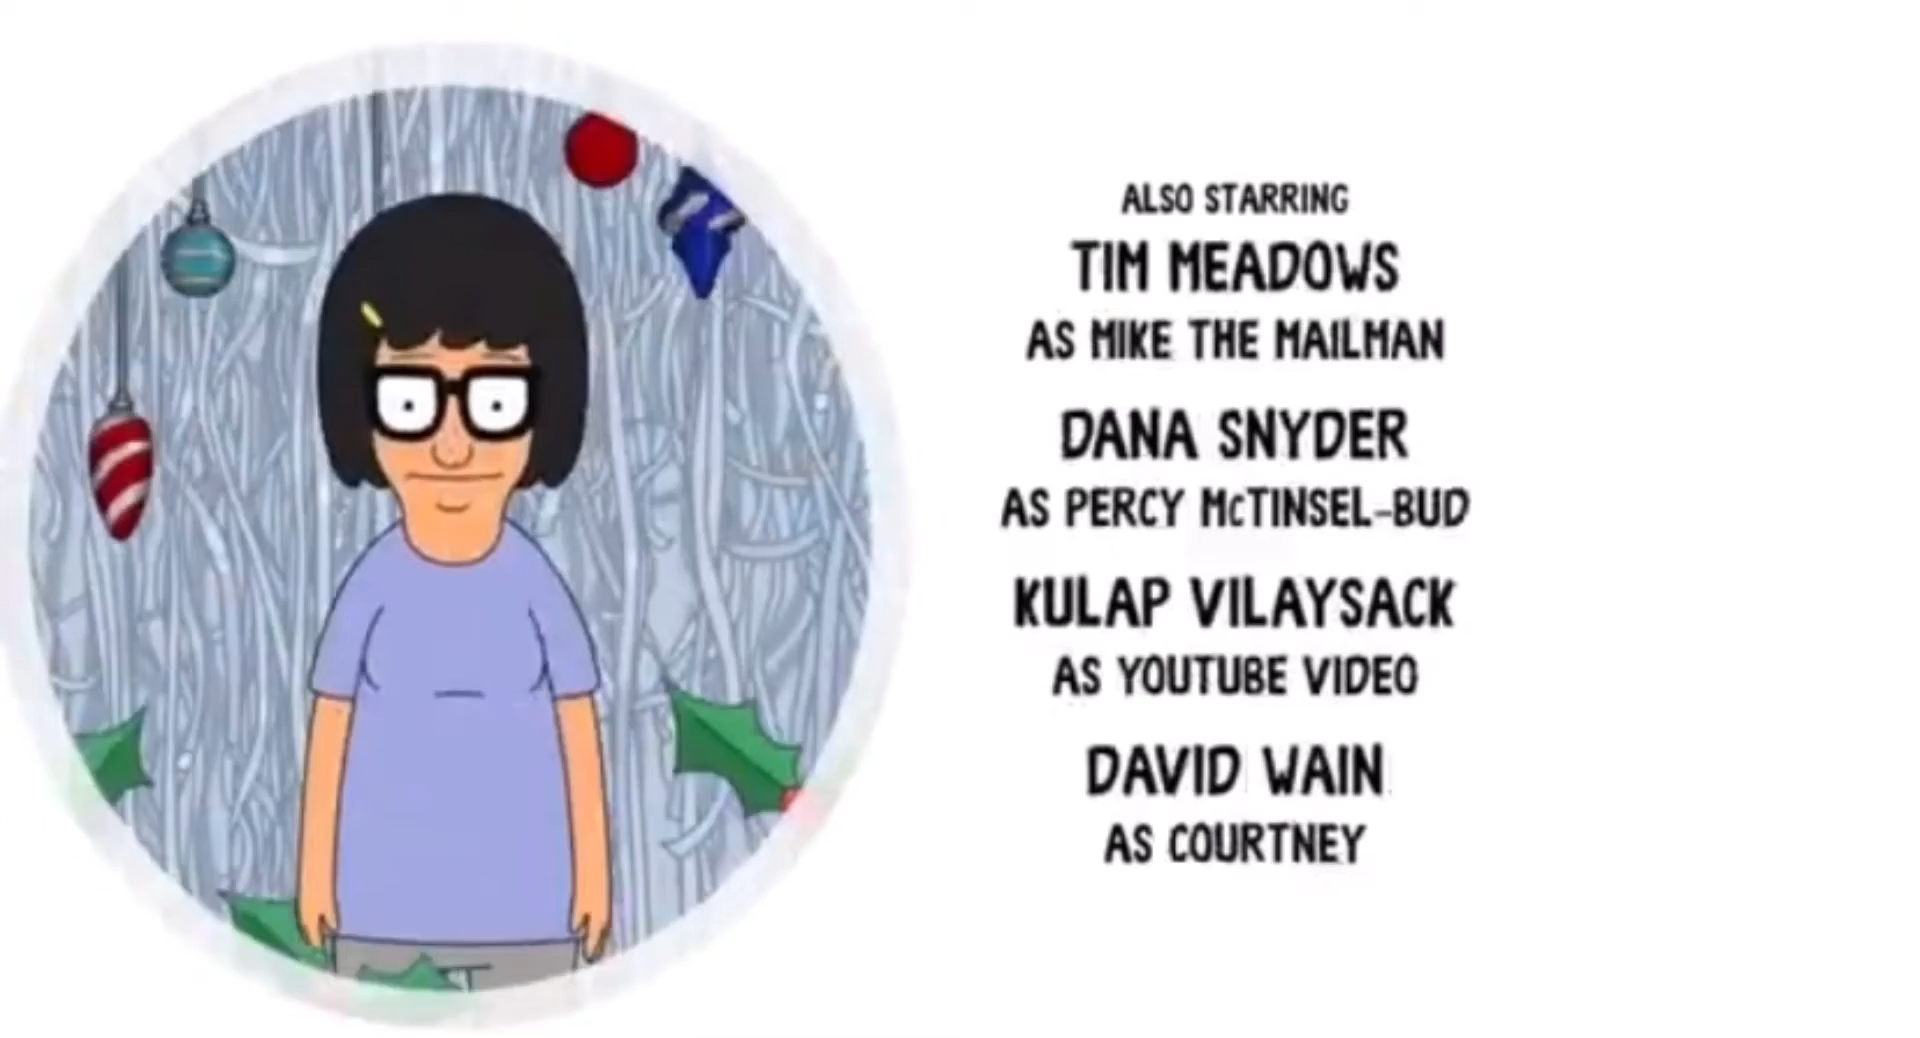 ALSO STARRING
TIM MEADOWS
AS MIKE THE MAILMAN
DANA SNYDER
AS PERCY McTINSEL-BUD
KULAP VILAYSACK
AS YOUTUBE VIDEO
DAVID WAIN
AS COURTNEY